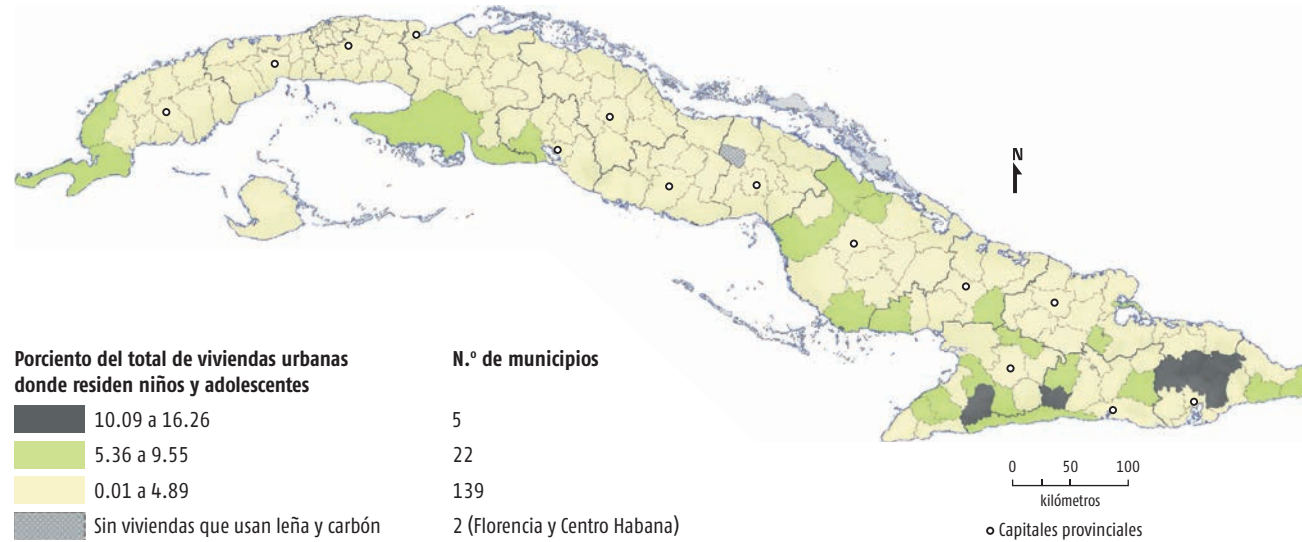 N
Porciento del total de viviendas urbanas
donde residen niños y adolescentes
N.º de municipios
10.09 a 16.26 5
5.36 a 9.55 22
0.01 a 4.89 139
Sin viviendas que usan leña y carbón 2 (Florencia y Centro Habana)
0 50 100
kilómetros
Capitales provinciales